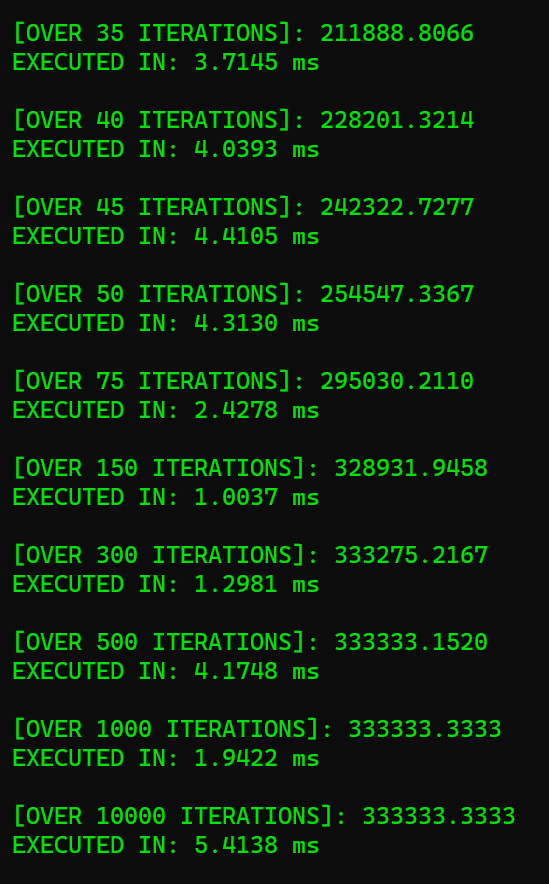 [OVER 35 ITERATIONS]: 211888.8066
EXECUTED IN: 3.7145 ms
[OVER 40 ITERATIONS]: 228201.3214
EXECUTED IN: 4.0393 ms
[OVER 45 ITERATIONS]: 242322.7277
EXECUTED IN: 4.4105 ms
[OVER 50 ITERATIONS]: 254547.3367
EXECUTED IN: 4.3130 ms
[OVER 75 ITERATIONS]: 295030.2110
EXECUTED IN: 2.4278 ms
[OVER 150 ITERATIONS]: 328931.9458
EXECUTED IN: 1.0037 ms
[OVER 300 ITERATIONS]: 333275.2167
EXECUTED IN: 1.2981 ms
[OVER 500 ITERATIONS]: 333333.1520
EXECUTED IN: 4.1748 ms
[OVER 1000 ITERATIONS]: 333333.3333
EXECUTED IN: 1.9422 ms
[OVER 10000 ITERATIONS]: 333333.3333
EXECUTED IN: 5.4138 ms